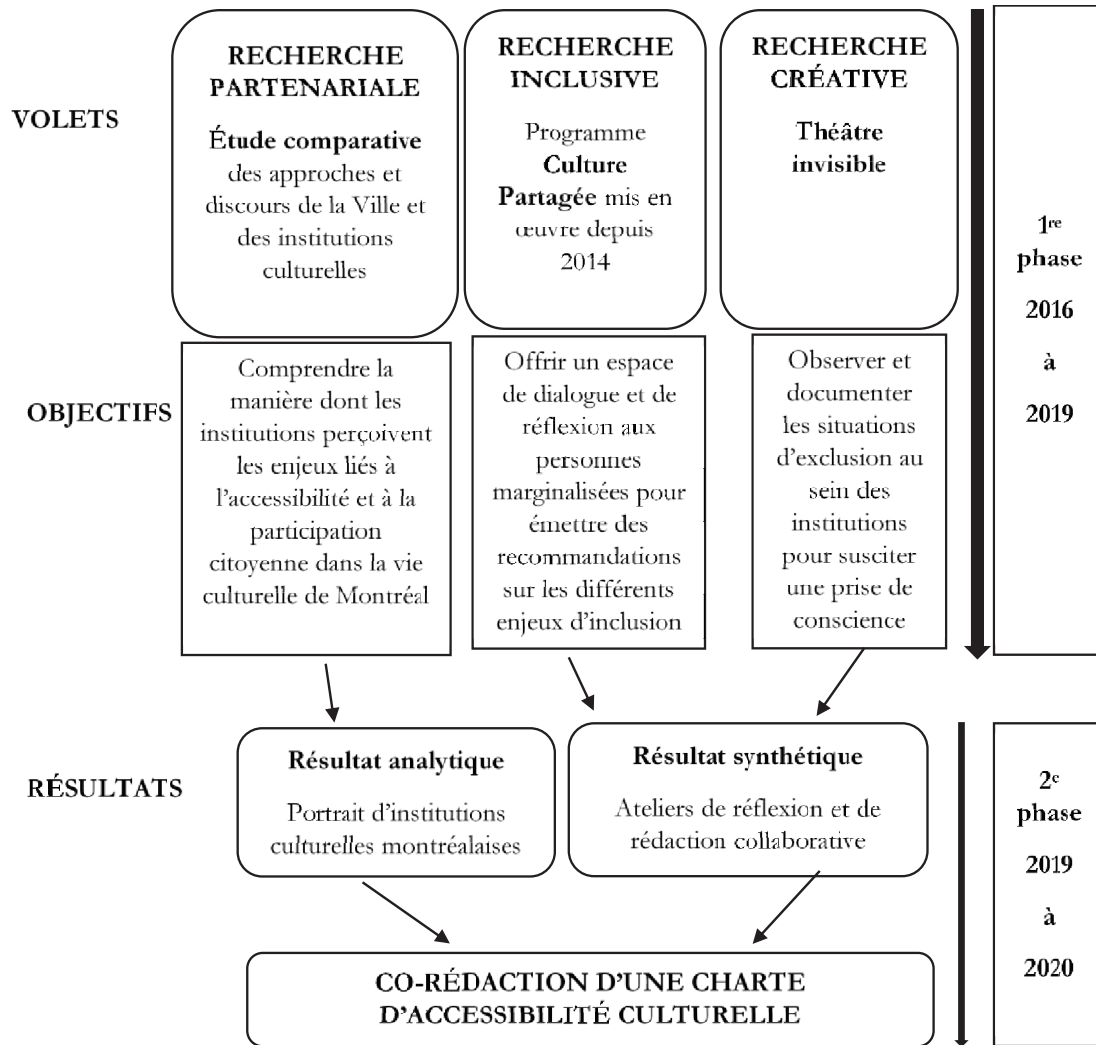 VOLETS
RECHERCHE
PARTENARIALE
Étude comparative
des approches et
discours de la Ville et
des institutions
culturelles
RECHERCHE
INCLUSIVE
Programme
Culture
Partagée mis en
œuvre depuis
2014
RECHERCHE
CRÉATIVE
Théâtre
invisible
1re
phase
2016
à
2019
OBJECTIFS
Comprendre la
manière dont les
institutions perçoivent
les enjeux liés à
l'accessibilité et à la
participation
citoyenne dans la vie
culturelle de Montréal
Offrir un espace
de dialogue et de
réflexion aux
personnes
marginalisées pour
émettre des
recommandations
sur les différents
enjeux d'inclusion
Observer et
documenter
les situations
d'exclusion au
sein des
institutions
pour susciter
une prise de
conscience
RÉSULTATS
Résultat analytique
Portrait d'institutions
culturelles montréalaises
Résultat synthétique
Ateliers de réflexion et de
rédaction collaborative
2e
phase
2019
à
2020
CO-RÉDACTION D'UNE CHARTE
D'ACCESSIBILITÉ CULTURELLE